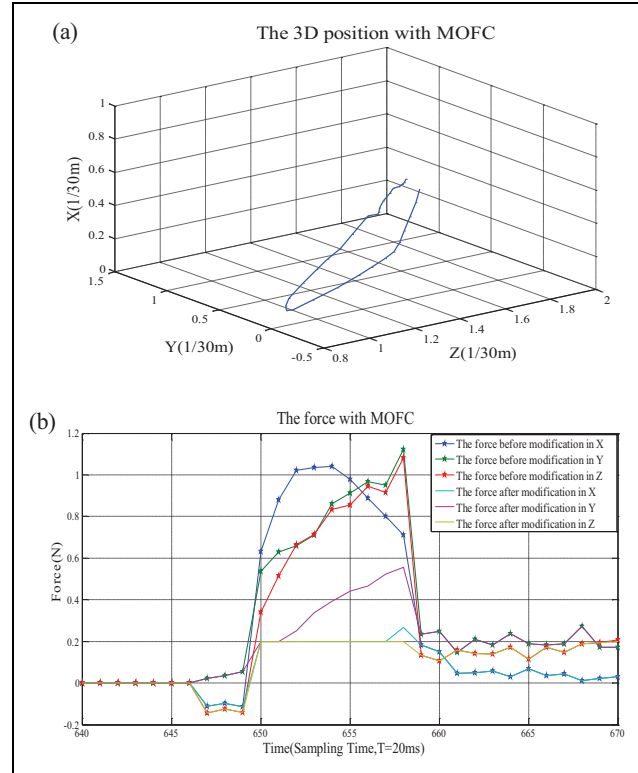 (a)
The 3D position with MOFC
1
0.8
0.6
0.4
0.2
0
X(1/30m)
1.5
1
0.5
0
-0.5
Y(1/30m)
0.8
1
1.2
1.4
1.6
1.8
2
Z(1/30m)
(b)
The force with MOFC
1.2
1
0.8
0.6
0.4
0.2
0
-0.2
Force(N)
The force before modification in X
The force before modification in Y
The force before modification in Z
The force after modification in X
The force after modification in Y
The force after modification in Z
640
645
650
655
660
665
670
Time(Sampling Time,T=20ms)